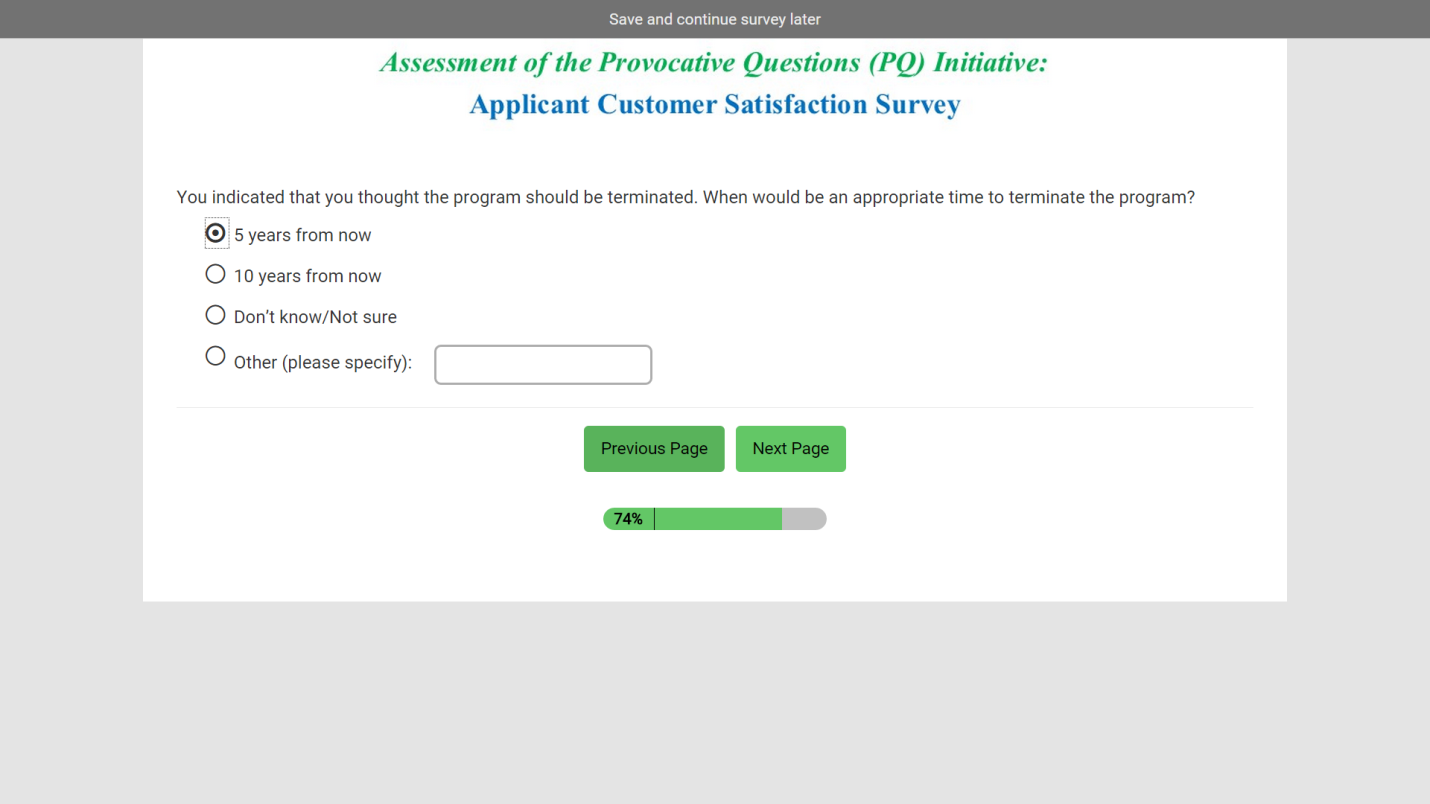 Save and continue survey later
Assessment of the Provocative Questions (PQ) Initiative:
Applicant Customer Satisfaction Survey
You indicated that you thought the program should be terminated. When would be an appropriate time to terminate the program?
5 years from now
10 years from now
Don't know/Not sure
Other (please specify):
Previous Page
Next Page
74%